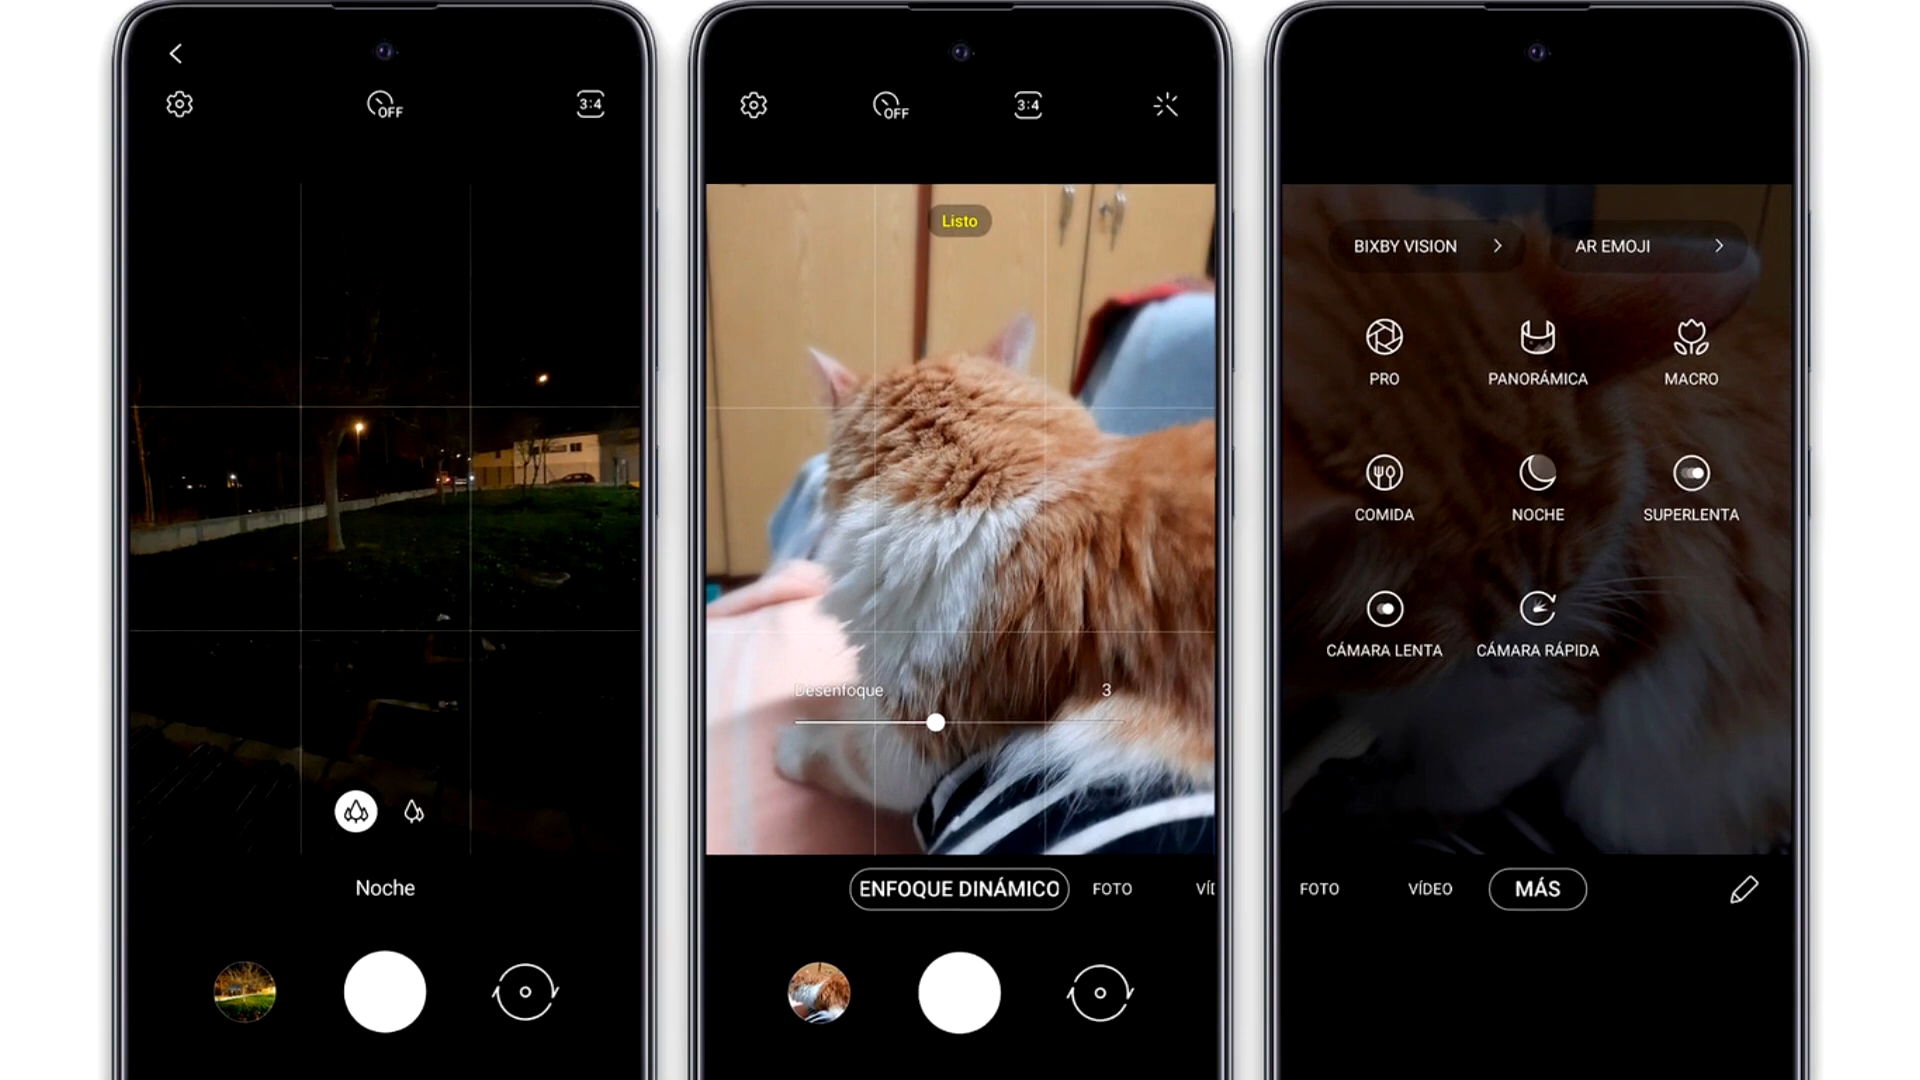 OFF
3:4
Noche
OFF
3:4
Listo
Desenfoque 3
ENFOQUE DINÁMICO FOTO VÍD
BIXBY VISION AR EMOJI
PRO PANORÁMICA MACRO
COMIDA NOCHE SUPERLENTA
CÁMARA LENTA CÁMARA RÁPIDA
FOTO VÍDEO MÁS